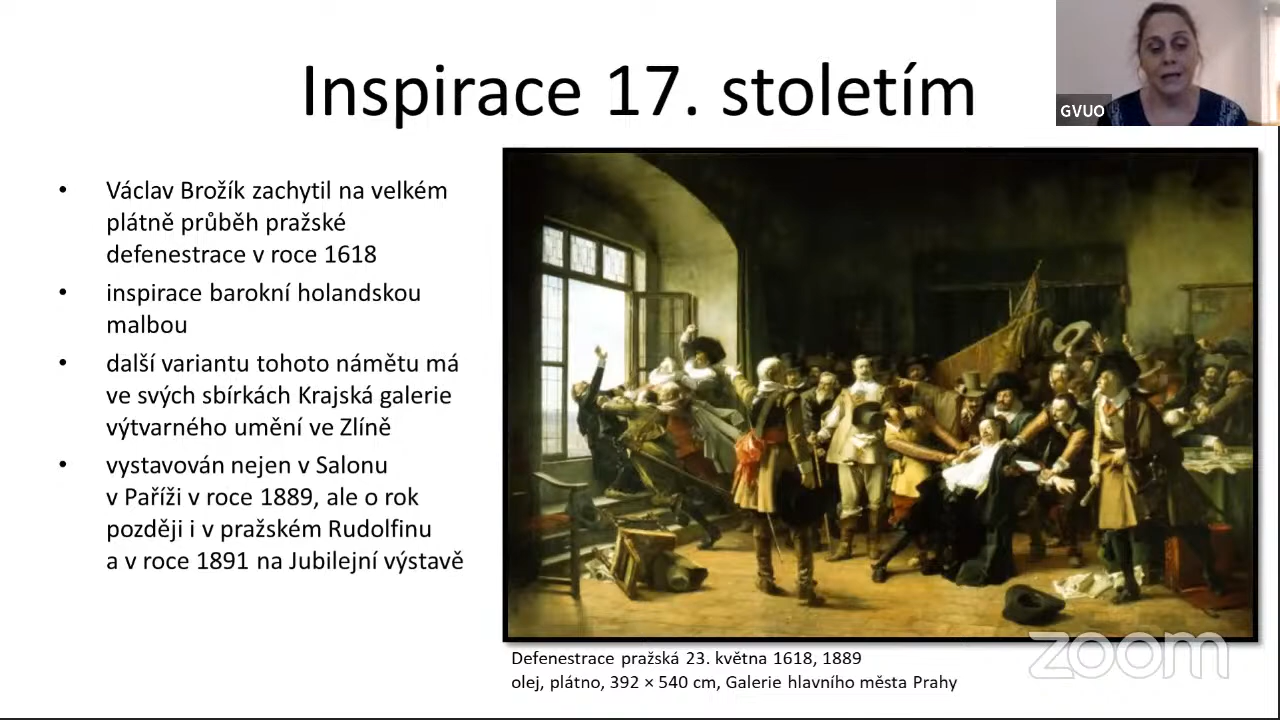 Inspirace 17. stoletím
GVUO
• Václav Brožík zachytil na velkém
plátně průběh pražské
defenestrace v roce 1618
• inspirace barokní holandskou
malbou
• další variantu tohoto námětu má
ve svých sbírkách Krajská galerie
výtvarného umění ve Zlíně
• vystavován nejen v Salonu
v Paříži v roce 1889, ale o rok
později i v pražském Rudolfinu
a v roce 1891 na Jubilejní výstavě
Defenestrace pražská 23. května 1618, 1889
olej, plátno, 392 × 540 cm, Galerie hlavního města Prahy
zoom